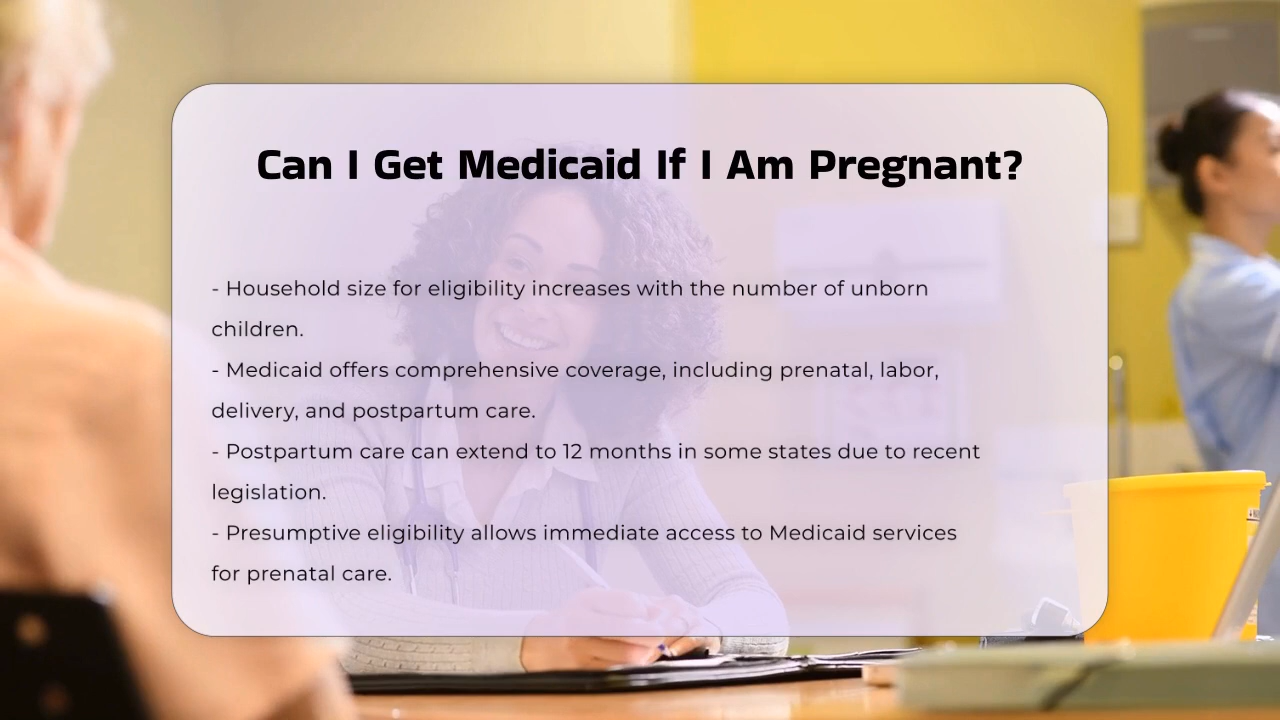 Can I Get Medicaid If I Am Pregnant?
- Household size for eligibility increases with the number of unborn
children.
- Medicaid offers comprehensive coverage, including prenatal, labor,
delivery, and postpartum care.
- Postpartum care can extend to 12 months in some states due to recent
legislation.
- Presumptive eligibility allows immediate access to Medicaid services
for prenatal care.